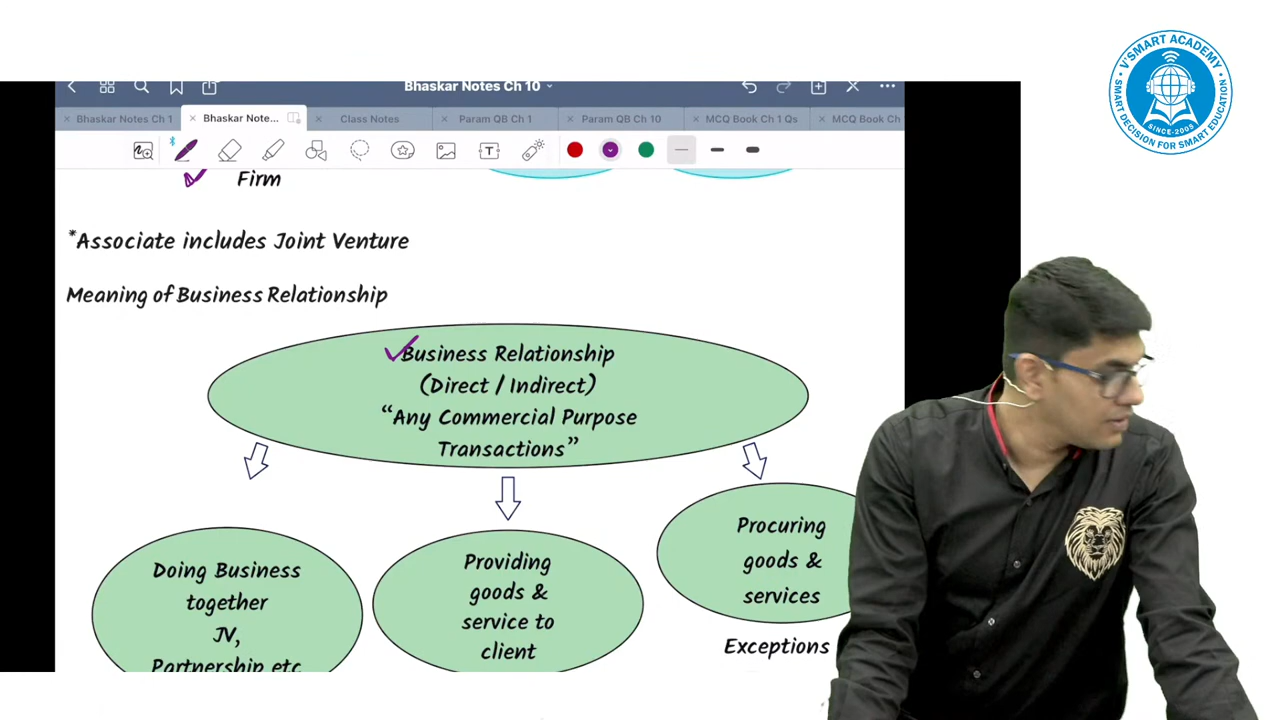 V'SMART ACADEMY
SMART DECISION FOR SMART EDUCATION
SINCE-2005
Bhaskar Notes Ch 10
Bhaskar Notes Ch 1
Bhaskar Note...
Class Notes
Param QB Ch 1
Param QB Ch 10
MCQ Book Ch 1 Qs
MCQ Book Ch
Firm
*Associate includes Joint Venture
Meaning of Business Relationship
Business Relationship
(Direct / Indirect)
“Any Commercial Purpose
Transactions”
Doing Business
together
JV,
Partnership etc
Providing
goods &
service to
client
Procuring
goods &
services
Exceptions